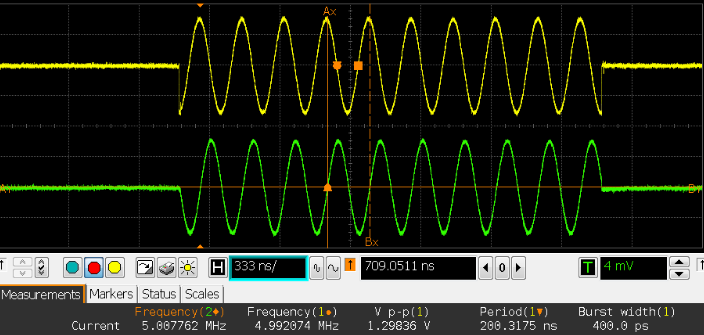 Ax
A1
B1
Bx
H 333 ns/ 709.0511 ns 0 T 4 mV
Measurements Markers Status Scales
Frequency(2♦) Frequency(1●) V p-p(1) Period(1▼) Burst width(1)
Current 5.007762 MHz 4.992074 MHz 1.29836 V 200.3175 ns 400.0 ps